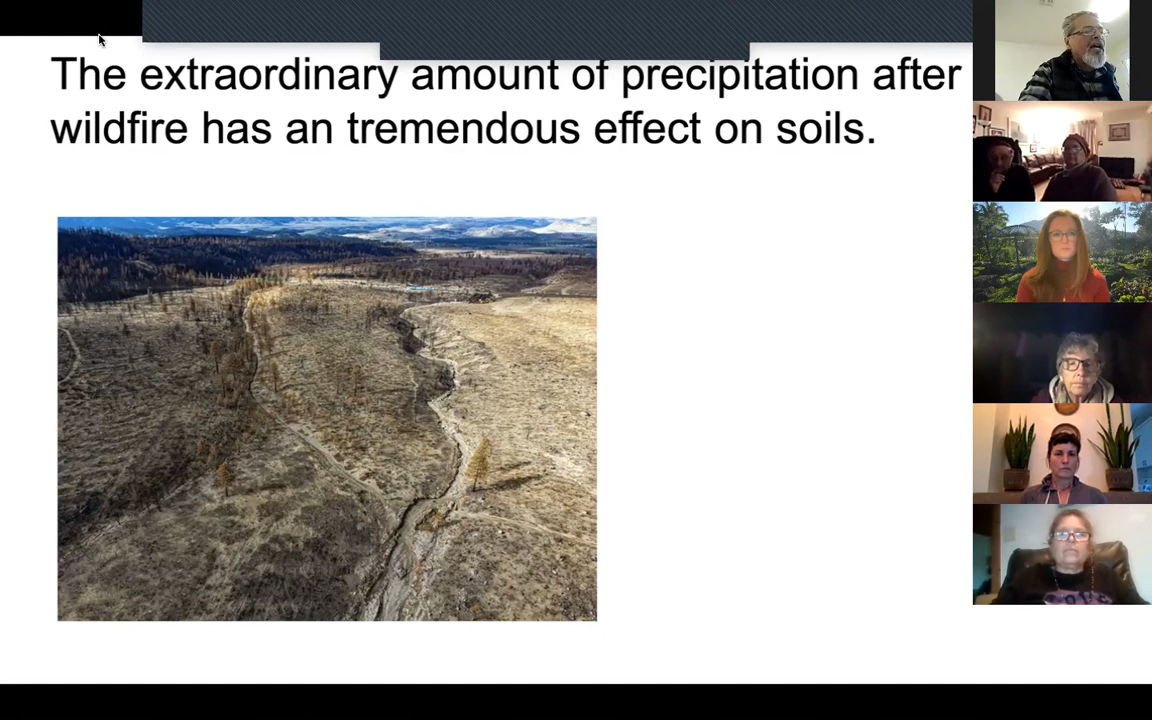 The extraordinary amount of precipitation after
wildfire has an tremendous effect on soils.